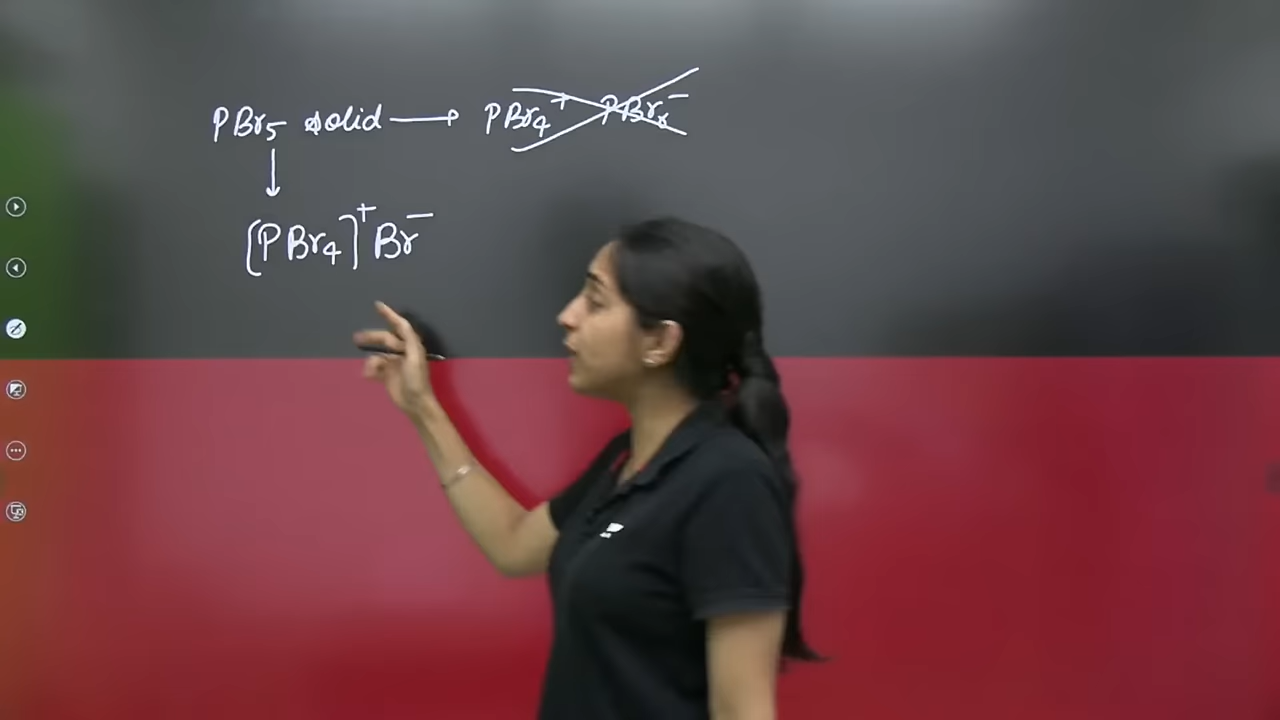 PBr₅ solid ⟶ PBr₄⁺ PBr₆⁻
↓
[PBr₄]⁺Br⁻